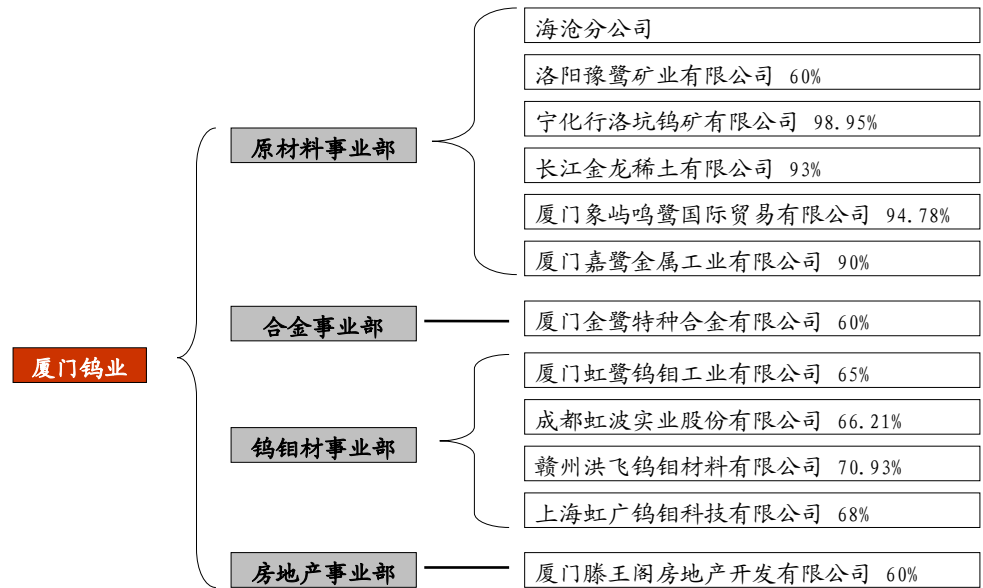 厦门钨业
原材料事业部
海沧分公司
洛阳豫鹭矿业有限公司 60%
宁化行洛坑钨矿有限公司 98.95%
长江金龙稀土有限公司 93%
厦门象屿鸣鹭国际贸易有限公司 94.78%
厦门嘉鹭金属工业有限公司 90%
合金事业部
厦门金鹭特种合金有限公司 60%
钨钼材事业部
厦门虹鹭钨钼工业有限公司 65%
成都虹波实业股份有限公司 66.21%
赣州洪飞钨钼材料有限公司 70.93%
上海虹广钨钼科技有限公司 68%
房地产事业部
厦门滕王阁房地产开发有限公司 60%